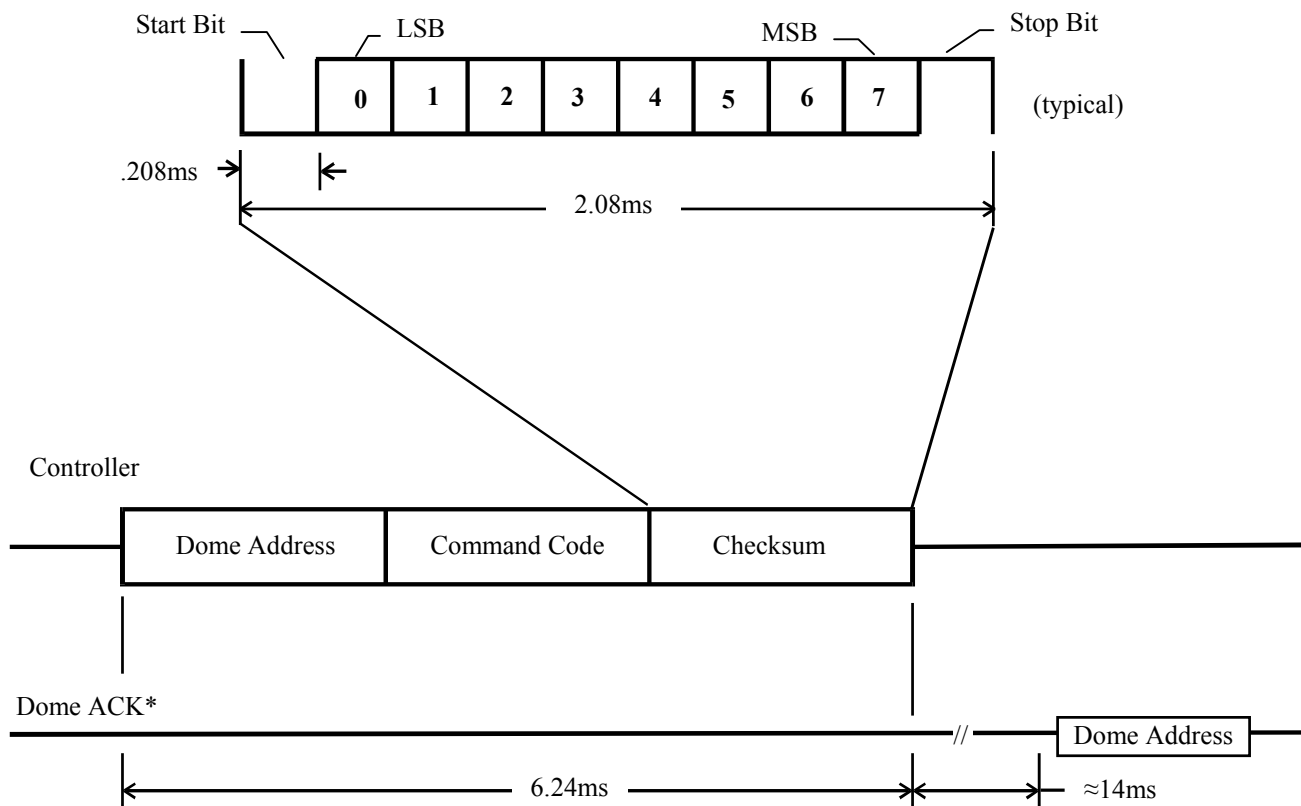 Start Bit
LSB
MSB
Stop Bit
0 1 2 3 4 5 6 7
(typical)
.208ms
2.08ms
Controller
Dome Address
Command Code
Checksum
Dome ACK*
//
Dome Address
6.24ms
≈14ms